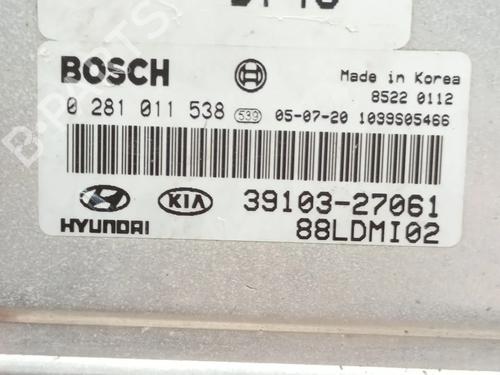 BOSCH
Made in Korea
8522 0112
0 281 011 538 539 05-07-20 1039S05466
HYUNDAI KIA 39103-27061
88LDMI02
B-PARTS